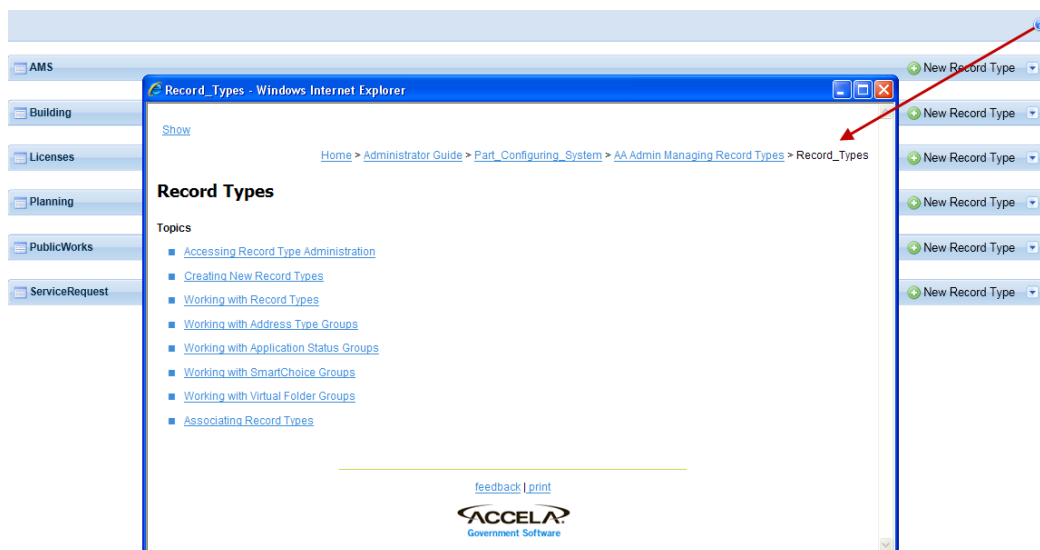 AMS
New Record Type
Record_Types - Windows Internet Explorer
Building
New Record Type
Show
Home > Administrator Guide > Part_Configuring_System > AA Admin Managing Record Types > Record_Types
Licenses
New Record Type
Record Types
Planning
New Record Type
Topics
PublicWorks
New Record Type
Accessing Record Type Administration
Creating New Record Types
ServiceRequest
New Record Type
Working with Record Types
Working with Address Type Groups
Working with Application Status Groups
Working with SmartChoice Groups
Working with Virtual Folder Groups
Associating Record Types
feedback | print
ACCELA
Government Software